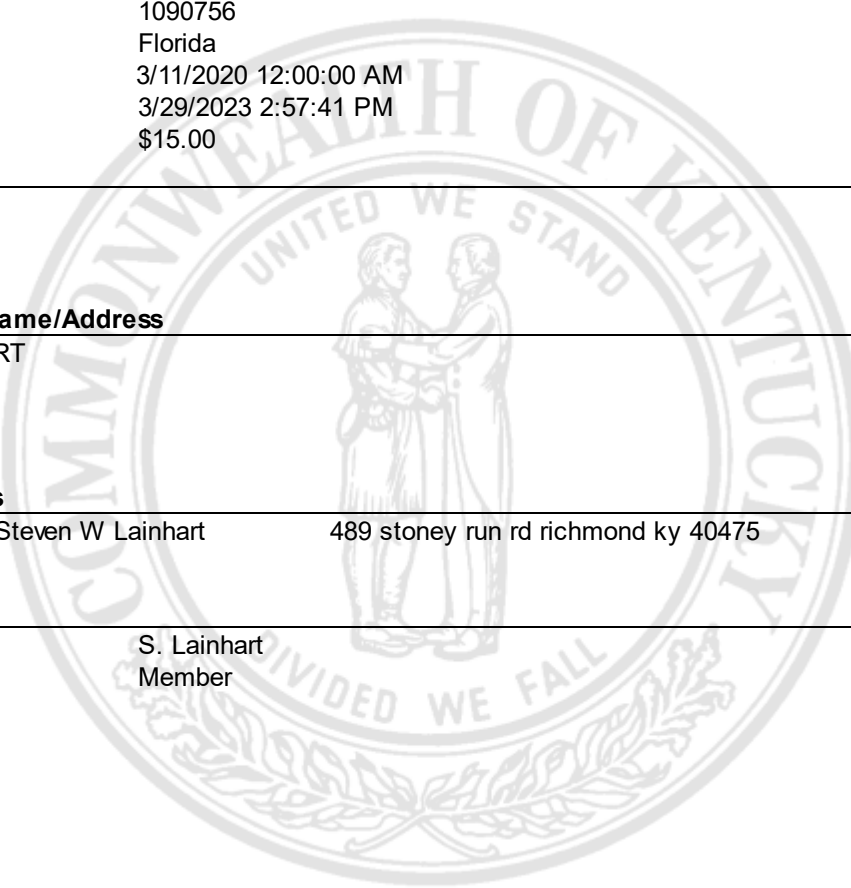 1090756
Florida
3/11/2020 12:00:00 AM
3/29/2023 2:57:41 PM
$15.00
COMMONWEALTH OF KENTUCKY
UNITED WE STAND
ame/Address
RT
s
Steven W Lainhart 489 stoney run rd richmond ky 40475
S. Lainhart
Member
DIVIDED WE FALL